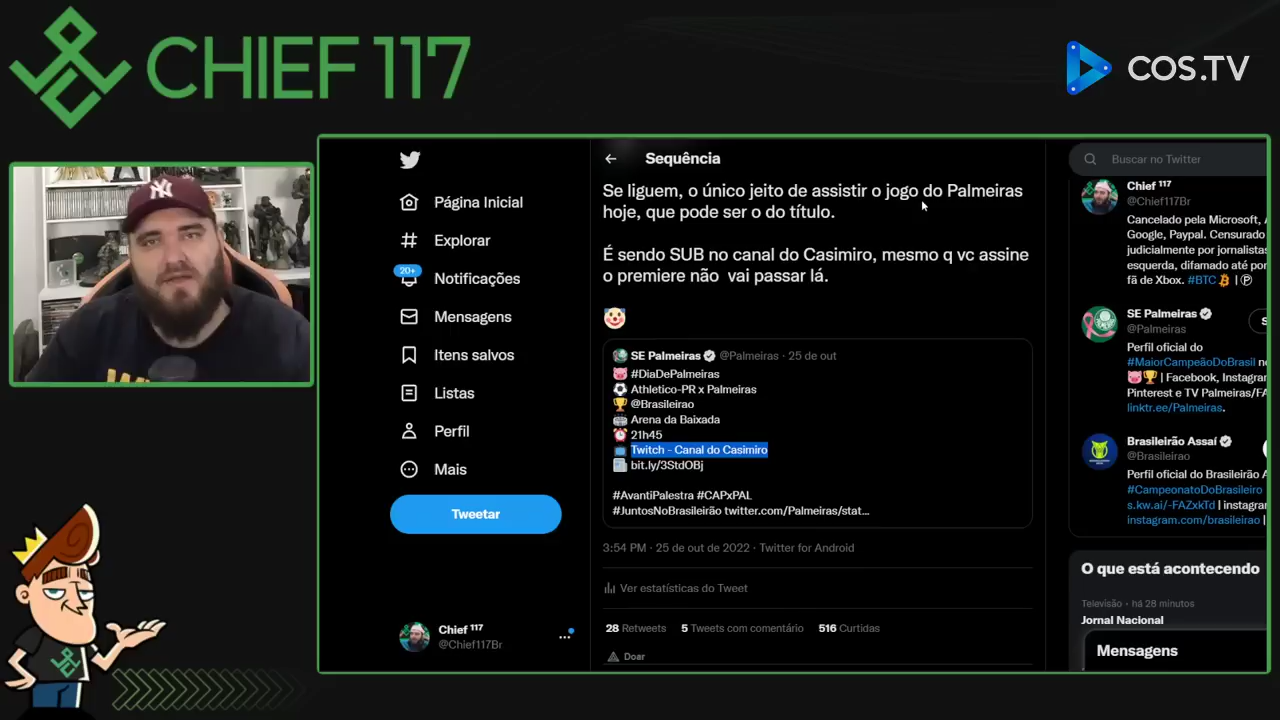 CHIEF 117
COS.TV
NY
Página Inicial
Explorar
20+
Notificações
Mensagens
Itens salvos
Listas
Perfil
Mais
Tweetar
Chief 117
@Chief117Br
Sequência
Se liguem, o único jeito de assistir o jogo do Palmeiras
hoje, que pode ser o do título.
É sendo SUB no canal do Casimiro, mesmo q vc assine
o premiere não vai passar lá.
SE Palmeiras @Palmeiras · 25 de out
#DiaDePalmeiras
Athletico-PR x Palmeiras
@Brasileirao
Arena da Baixada
21h45
Twitch - Canal do Casimiro
bit.ly/3StdOBj
#AvantiPalestra #CAPxPAL
#JuntosNoBrasileirão twitter.com/Palmeiras/stat...
3:54 PM · 25 de out de 2022 · Twitter for Android
Ver estatísticas do Tweet
28 Retweets 5 Tweets com comentário 516 Curtidas
Doar
Buscar no Twitter
Chief 117
@Chief117Br
Cancelado pela Microsoft, A
Google, Paypal. Censurado
judicialmente por jornalistas
esquerda, difamado até por
fã de Xbox. #BTC |
SE Palmeiras
@Palmeiras
S
Perfil oficial do
#MaiorCampeãoDoBrasil no
| Facebook, Instagram
Pinterest e TV Palmeiras/FA
linktr.ee/Palmeiras.
Brasileirão Assaí
@Brasileirao
Perfil oficial do Brasileirão A
#CampeonatoDoBrasileiro
s.kw.ai/-FAZxkTd | instagra
instagram.com/brasileirao |
O que está acontecendo
Televisão · há 28 minutos
Jornal Nacional
Mensagens